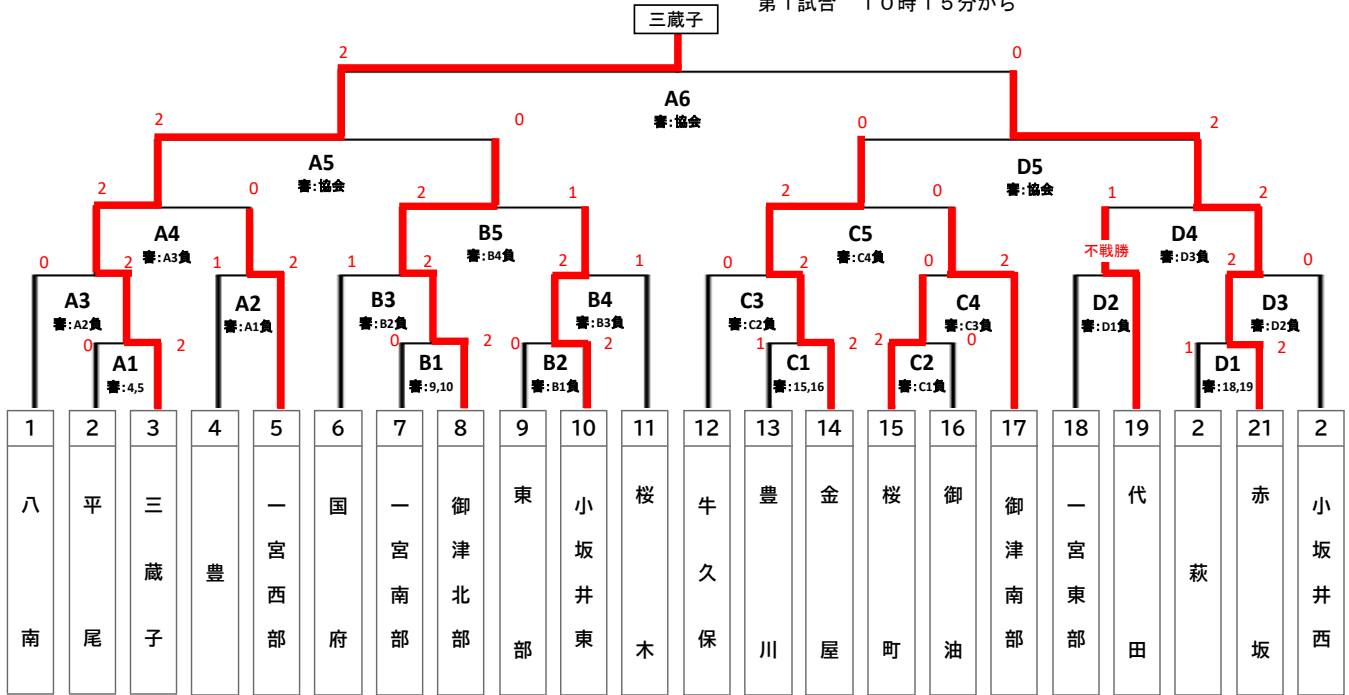 第1試合 10時15分から
三蔵子
2 0
A6
審:協会
2 0 0 2
A5 D5
審:協会 審:協会
2 0 2 1 2 0 1 2
A4 B5 C5 D4
審:A3負 審:B4負 審:C4負 審:D3負
不戦勝
0 2 1 2 1 2 2 1 0 2 0 2 2 0
A3 A2 B3 B4 C3 C4 D2 D3
審:A2負 審:A1負 審:B2負 審:B3負 審:C2負 審:C3負 審:D1負 審:D2負
0 2 0 2 0 2 1 2 2 0 1 2
A1 B1 B2 C1 C2 D1
審:4,5 審:9,10 審:B1負 審:15,16 審:C1負 審:18,19
1 2 3 4 5 6 7 8 9 10 11 12 13 14 15 16 17 18 19 2 21 2
八南
平尾
三蔵子
豊
一宮西部
国府
一宮南部
御津北部
東部
小坂井東
桜木
牛久保
豊川
金屋
桜町
御油
御津南部
一宮東部
代田
萩
赤坂
小坂井西